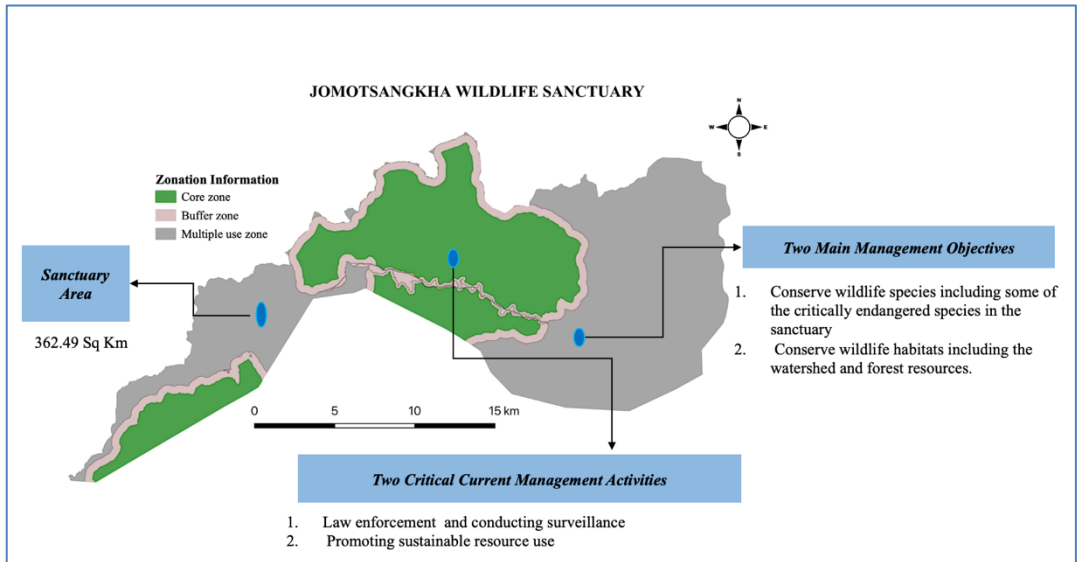 JOMOTSANGKHA WILDLIFE SANCTUARY
N
W
E
S
Zonation Information
Core zone
Buffer zone
Multiple use zone
Sanctuary
Area
362.49 Sq Km
Two Main Management Objectives
1. Conserve wildlife species including some of
the critically endangered species in the
sanctuary
2. Conserve wildlife habitats including the
watershed and forest resources.
0 5 10 15 km
Two Critical Current Management Activities
1. Law enforcement and conducting surveillance
2. Promoting sustainable resource use